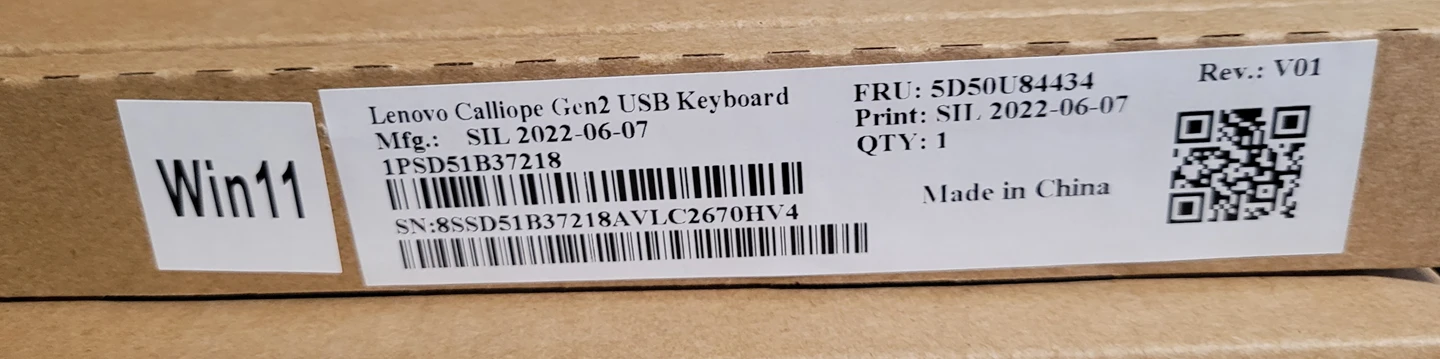 Win11
Lenovo Calliope Gen2 USB Keyboard
Mfg.: SIL 2022-06-07
1PSD51B37218
SN:8SSD51B37218AVLC2670HV4
FRU: 5D50U84434
Print: SIL 2022-06-07
QTY: 1
Made in China
Rev.: V01